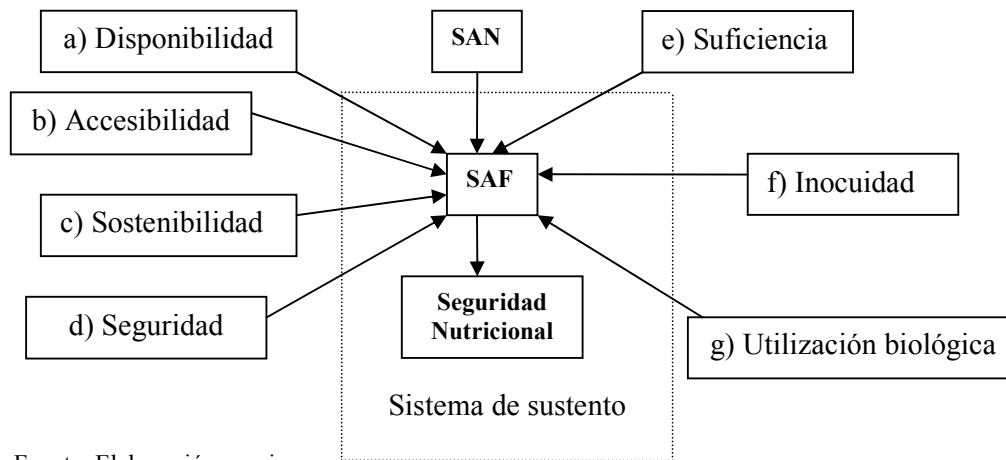 a) Disponibilidad
SAN
e) Suficiencia
b) Accesibilidad
SAF
f) Inocuidad
c) Sostenibilidad
d) Seguridad
Seguridad
Nutricional
g) Utilización biológica
Sistema de sustento